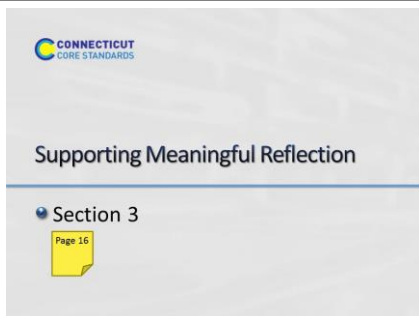 CONNECTICUT
CORE STANDARDS
Supporting Meaningful Reflection
Section 3
Page 16